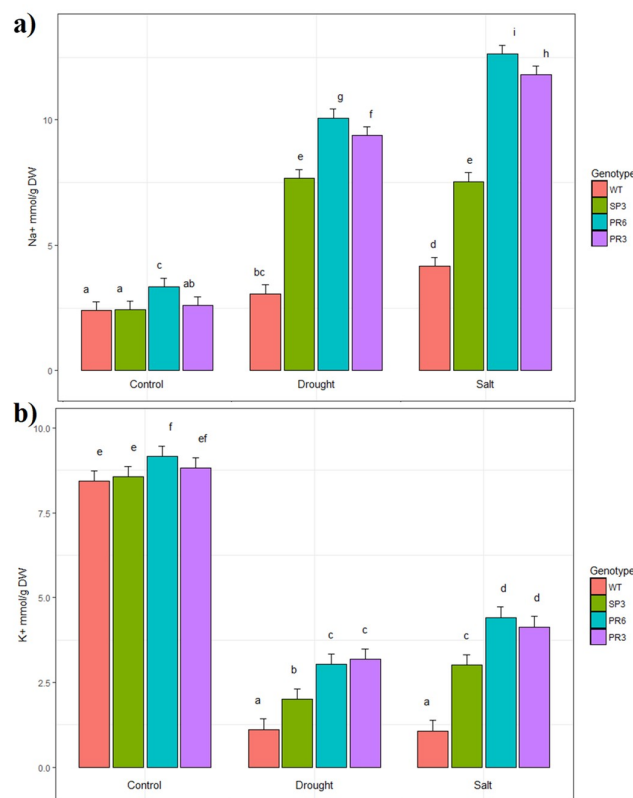 a)
i
h
g
f
10
e
e
Na+ mmol/g DW
Genotype
WT
SP3
PR6
PR3
5
d
c
bc
a
a
ab
0
Control
Drought
Salt
b)
10.0
f
e
e
ef
7.5
K+ mmol/g DW
Genotype
WT
SP3
PR6
PR3
5.0
d
d
c
c
c
2.5
b
a
a
0.0
Control
Drought
Salt